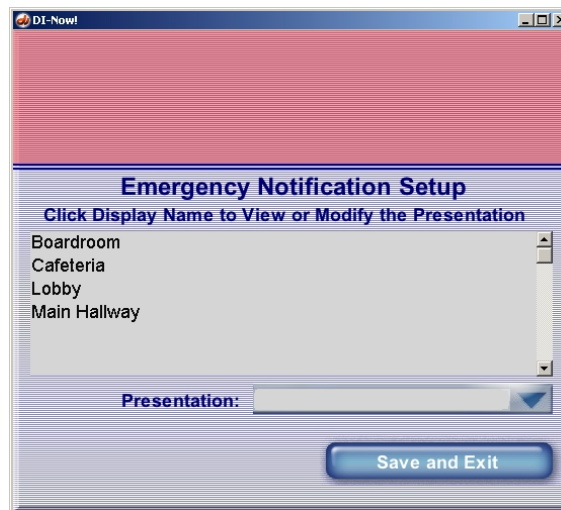 DI-Now!
Emergency Notification Setup
Click Display Name to View or Modify the Presentation
Boardroom
Cafeteria
Lobby
Main Hallway
Presentation:
Save and Exit